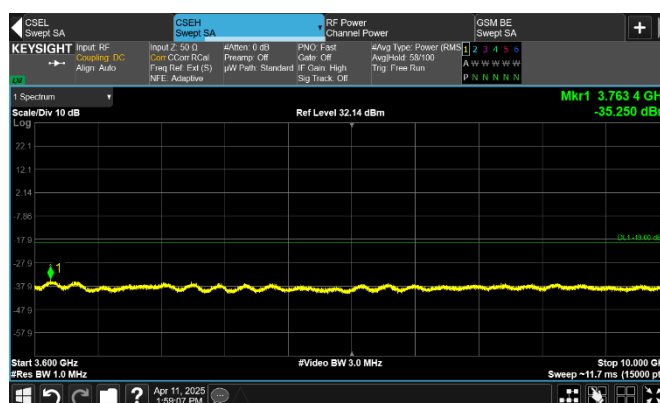 CSEL
Swept SA
CSEH
Swept SA
RF Power
Channel Power
GSM BE
Swept SA
+
KEYSIGHT
Input: RF
Coupling: DC
Align: Auto
Input Z: 50 Ω
Corr CCorr RCal
Freq Ref: Ext (S)
NFE: Adaptive
#Atten: 0 dB
Preamp: Off
µW Path: Standard
PNO: Fast
Gate: Off
IF Gain: High
Sig Track: Off
#Avg Type: Power (RMS
Avg|Hold: 58/100
Trig: Free Run
1 2 3 4 5 6
A W W W W W
P N N N N N
1 Spectrum
Mkr1 3.763 4 GH
-35.250 dB
Scale/Div 10 dB
Ref Level 32.14 dBm
Log
22.1
12.1
2.14
-7.86
-17.9
-27.9
-37.9
-47.9
-57.9
1
Start 3.600 GHz
#Video BW 3.0 MHz
Stop 10.000 G
#Res BW 1.0 MHz
Sweep ~11.7 ms (15000 pt
?
Apr 11, 2025
1:59:07 PM